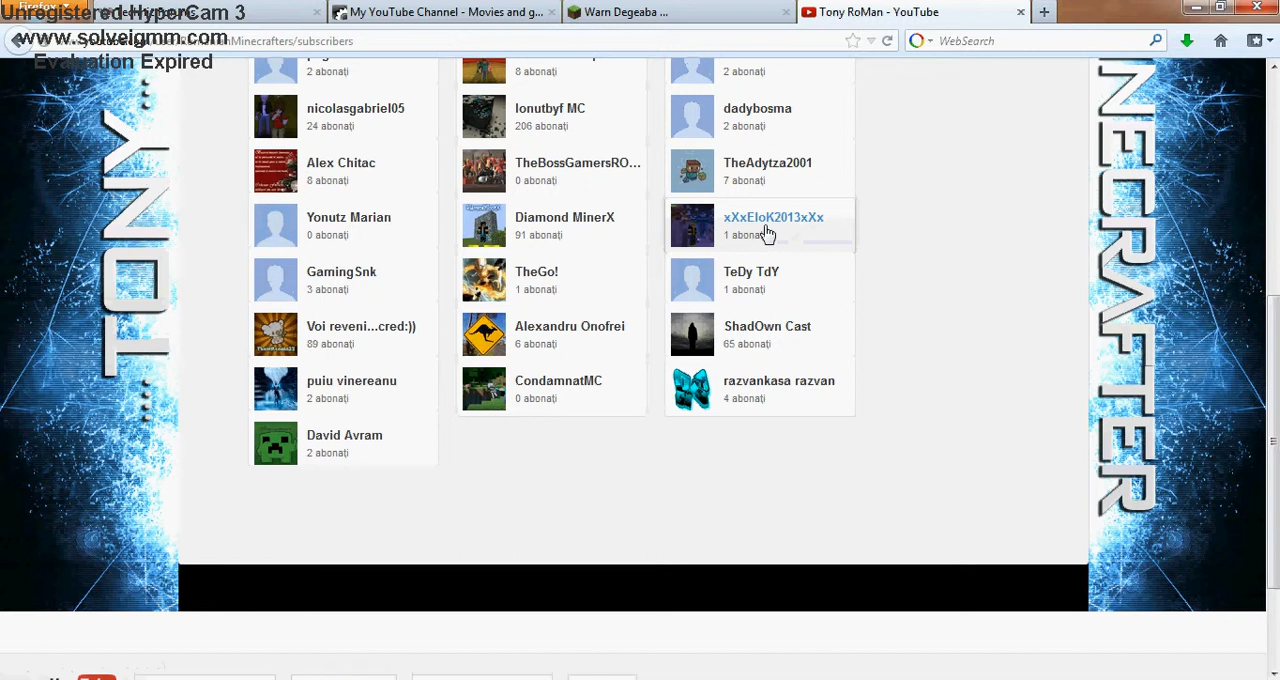 Unregistered HyperCam 3
www.solveigmm.com
Evaluation Expired
Firefox
My YouTube Channel - Movies and g...
Warn Degeaba ...
Tony RoMan - YouTube
Minecrafters/subscribers
WebSearch
2 abonați
8 abonați
2 abonați
nicolasgabriel05
24 abonați
Ionutbyf MC
206 abonați
dadybosma
2 abonați
Alex Chitac
8 abonați
TheBossGamersRO...
0 abonați
TheAdytza2001
7 abonați
Yonutz Marian
0 abonați
Diamond MinerX
91 abonați
xXxEloK2013xXx
1 abonați
GamingSnk
3 abonați
TheGo!
1 abonați
TeDy TdY
1 abonați
Voi reveni...cred:))
89 abonați
Alexandru Onofrei
6 abonați
ShadOwn Cast
65 abonați
puiu vinereanu
2 abonați
CondamnatMC
0 abonați
razvankasa razvan
4 abonați
David Avram
2 abonați
...TONY...
NECRAFTER